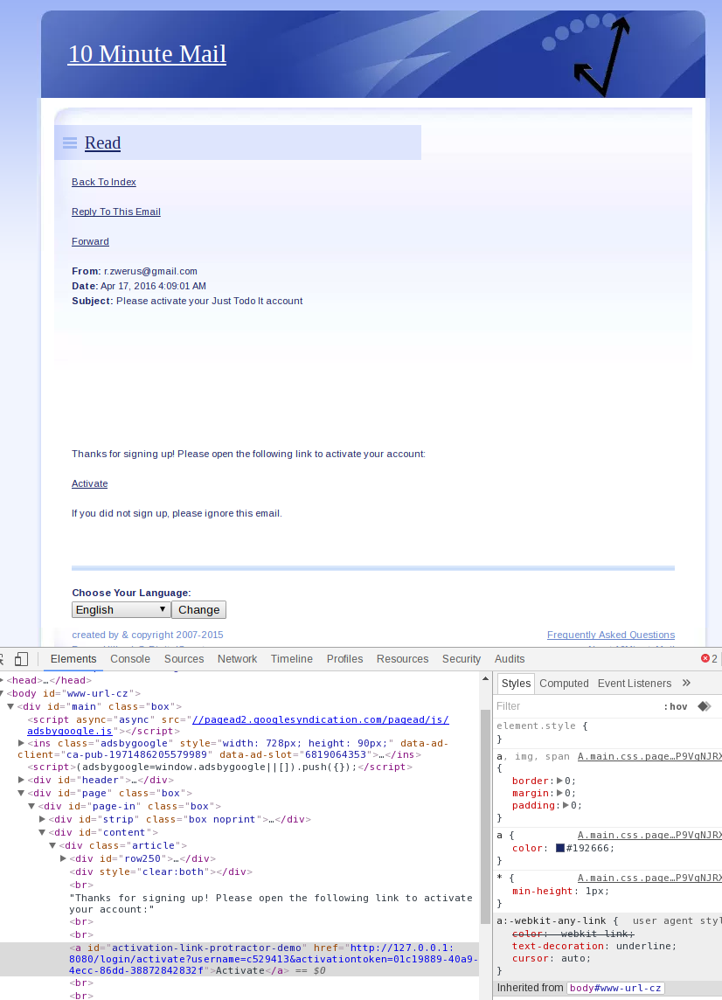 10 Minute Mail
Read
Back To Index
Reply To This Email
Forward
From: r.zwerus@gmail.com
Date: Apr 17, 2016 4:09:01 AM
Subject: Please activate your Just Todo It account
Thanks for signing up! Please open the following link to activate your account:
Activate
If you did not sign up, please ignore this email.
Choose Your Language:
English ▼ Change
created by & copyright 2007-2015 Frequently Asked Questions
Elements Console Sources Network Timeline Profiles Resources Security Audits 2
<head>…</head>
<body id="www-url-cz">
<div id="main" class="box">
<script async="async" src="//pagead2.googlesyndication.com/pagead/js/
adsbygoogle.js"></script>
<ins class="adsbygoogle" style="width: 728px; height: 90px;" data-ad-
client="ca-pub-1971486205579989" data-ad-slot="6819064353">…</ins>
<script>(adsbygoogle=window.adsbygoogle||[]).push({});</script>
<div id="header">…</div>
<div id="page" class="box">
<div id="page-in" class="box">
<div id="strip" class="box noprint">…</div>
<div id="content">
<div class="article">
<div id="row250">…</div>
<div style="clear:both"></div>
<br>
"Thanks for signing up! Please open the following link to activate
your account:"
<br>
<br>
<a id="activation-link-protractor-demo" href="http://127.0.0.1:
8080/login/activate?username=c529413&activationtoken=01c19889-40a9-
4ecc-86dd-38872842832f">Activate</a> == $0
<br>
<br>
Styles Computed Event Listeners »
Filter :hov
element.style {
}
a, img, span A.main.css.page…P9VqNJRX
{
border: 0;
margin: 0;
padding: 0;
}
a { A.main.css.page…P9VqNJRX
color: #192666;
}
* { A.main.css.page…P9VqNJRX
min-height: 1px;
}
a:-webkit-any-link { user agent styl
color: -webkit-link;
text-decoration: underline;
cursor: auto;
}
Inherited from body#www-url-cz